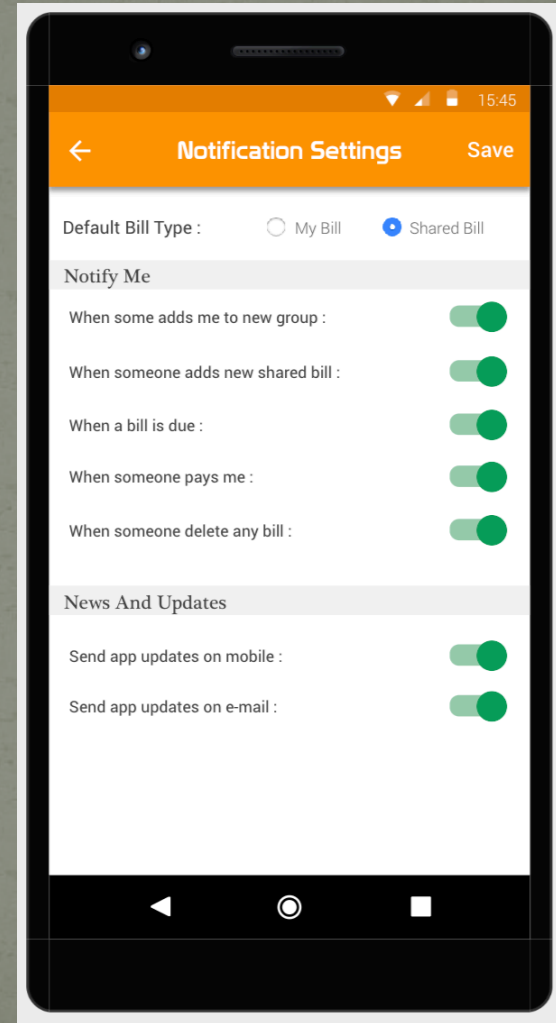 15:45
Notification Settings Save
Default Bill Type : My Bill Shared Bill
Notify Me
When some adds me to new group :
When someone adds new shared bill :
When a bill is due :
When someone pays me :
When someone delete any bill :
News And Updates
Send app updates on mobile :
Send app updates on e-mail :